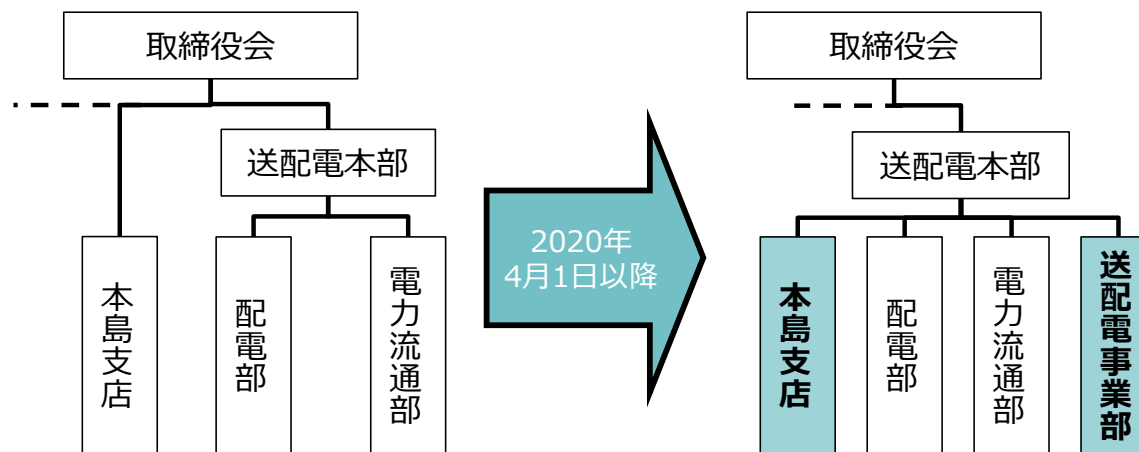 取締役会
送配電本部
本島支店
配電部
電力流通部
2020年
4月1日以降
取締役会
送配電本部
本島支店
配電部
電力流通部
送配電事業部